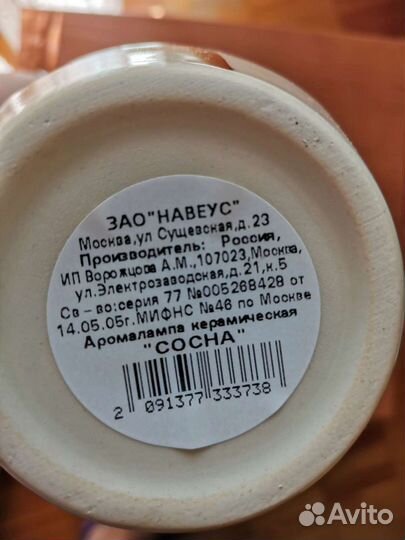 ЗАО "НАВЕУС"
Москва,ул Сущевская,д.23
Производитель: Россия,
ИП Ворожцова А.М.,107023,Москва,
ул.Электрозаводская,д.21,к.5
Св - во:серия 77 №005268428 от
14.05.05г.МИФНС №46 по Москве
Аромалампа керамическая
"СОСНА"
2 091377 333738
Avito